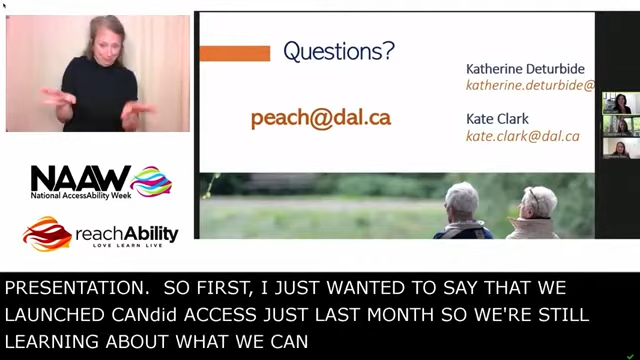 Questions?
peach@dal.ca
Katherine Deturbide
katherine.deturbide@
Kate Clark
kate.clark@dal.ca
NAAW
National AccessAbility Week
reachAbility
LOVE LEARN LIVE
PRESENTATION.  SO FIRST, I JUST WANTED TO SAY THAT WE
LAUNCHED CANdid ACCESS JUST LAST MONTH SO WE'RE STILL
LEARNING ABOUT WHAT WE CAN